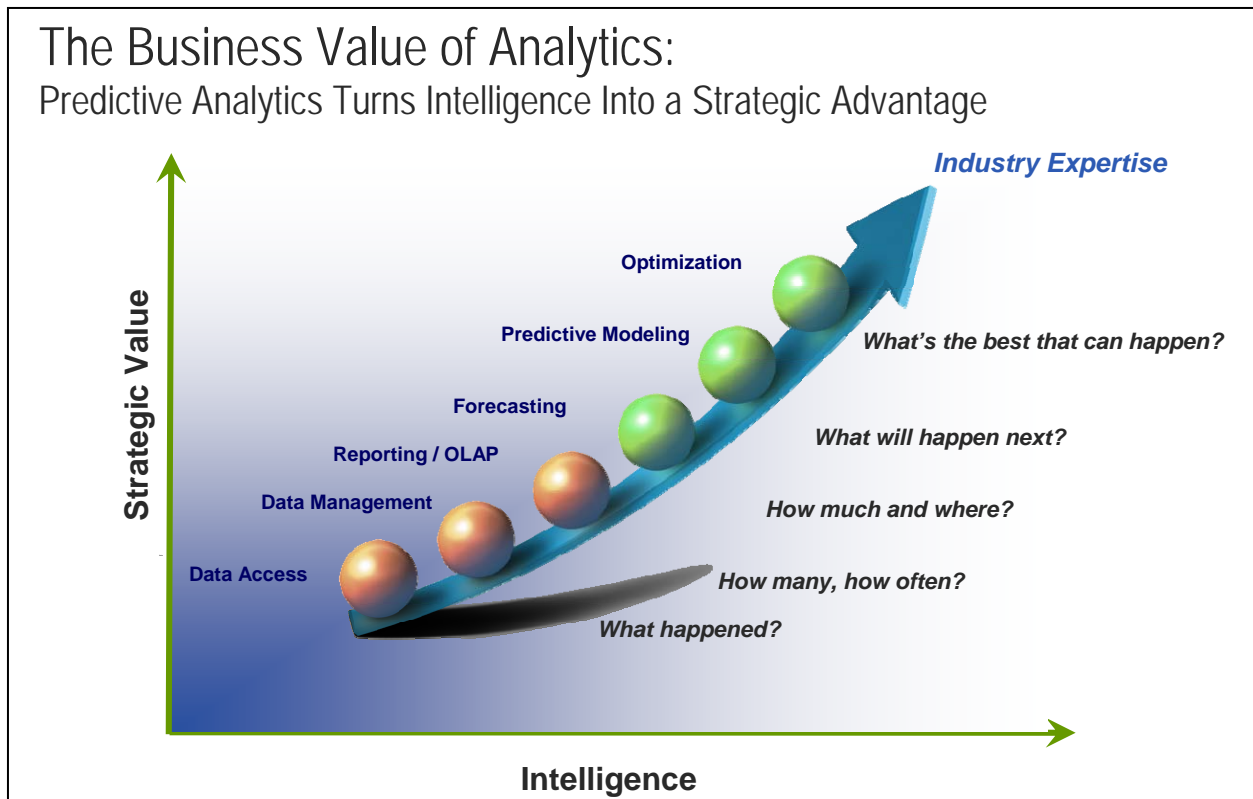 The Business Value of Analytics:
Predictive Analytics Turns Intelligence Into a Strategic Advantage
Industry Expertise
Optimization
Predictive Modeling
What's the best that can happen?
Forecasting
What will happen next?
Reporting / OLAP
Data Management
How much and where?
Data Access
How many, how often?
What happened?
Strategic Value
Intelligence